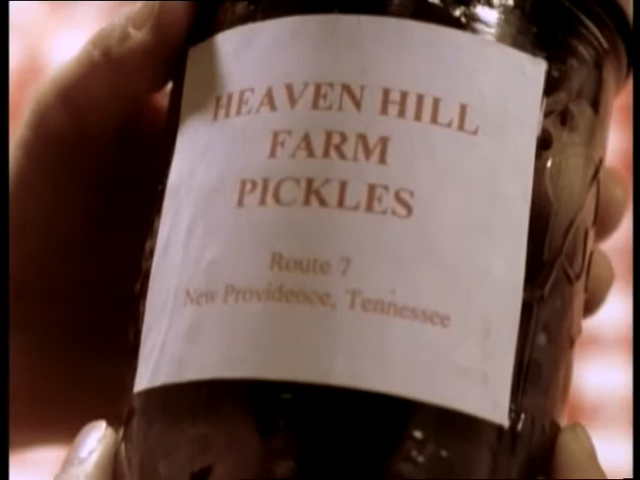 HEAVEN HILL
FARM
PICKLES
Route 7
New Providence, Tennessee